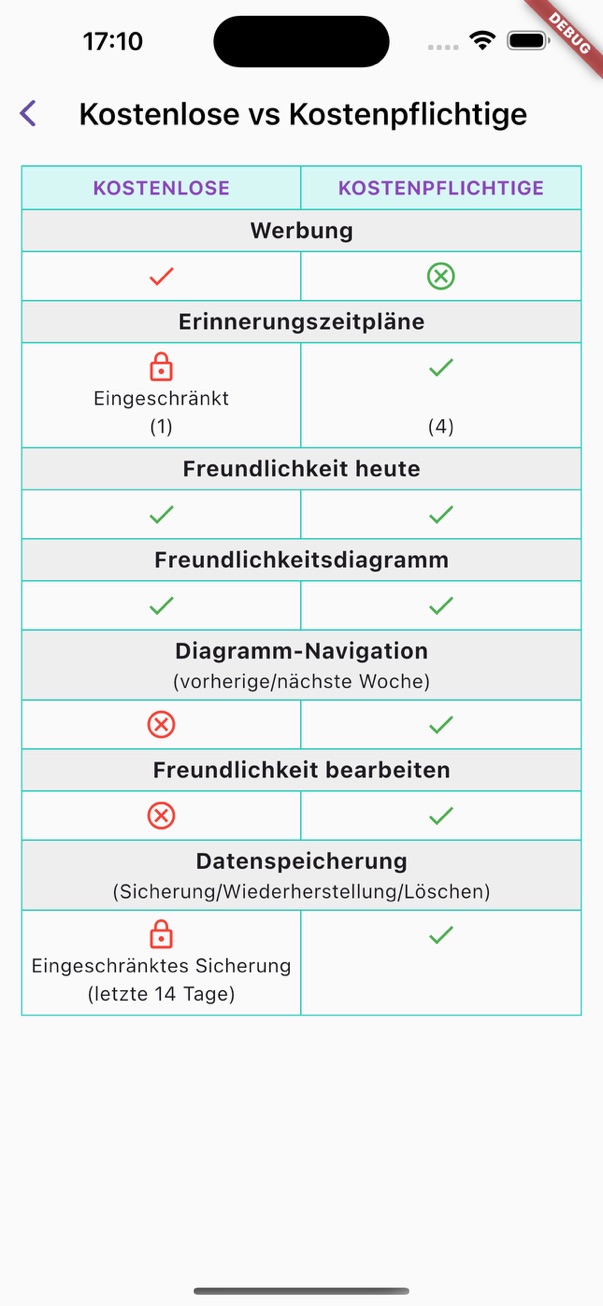 17:10
DEBUG
Kostenlose vs Kostenpflichtige
KOSTENLOSE
KOSTENPFLICHTIGE
Werbung
Erinnerungszeitpläne
Eingeschränkt
(1)
(4)
Freundlichkeit heute
Freundlichkeitsdiagramm
Diagramm-Navigation
(vorherige/nächste Woche)
Freundlichkeit bearbeiten
Datenspeicherung
(Sicherung/Wiederherstellung/Löschen)
Eingeschränktes Sicherung
(letzte 14 Tage)